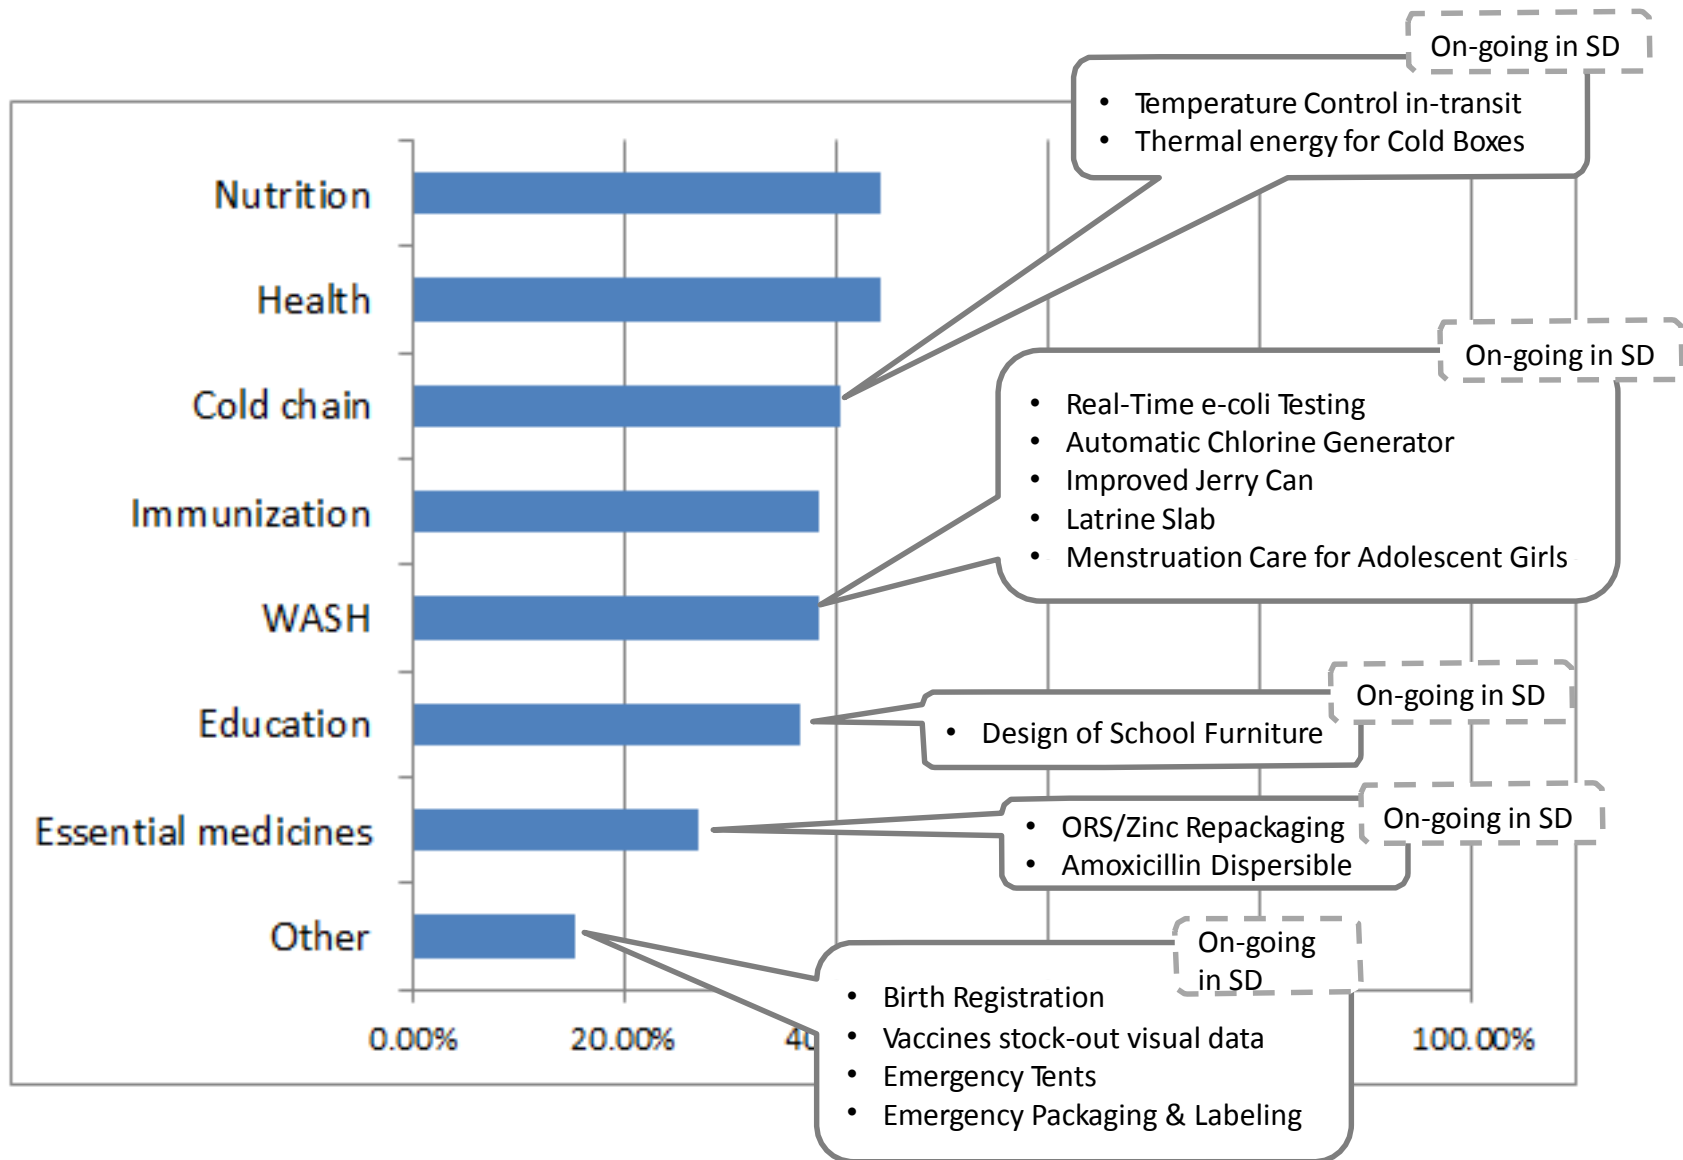 On-going in SD
• Temperature Control in-transit
• Thermal energy for Cold Boxes
Nutrition
Health
On-going in SD
Cold chain
• Real-Time e-coli Testing
• Automatic Chlorine Generator
• Improved Jerry Can
• Latrine Slab
• Menstruation Care for Adolescent Girls
Immunization
WASH
On-going in SD
Education
• Design of School Furniture
On-going in SD
Essential medicines
• ORS/Zinc Repackaging
• Amoxicillin Dispersible
Other
On-going
in SD
• Birth Registration
• Vaccines stock-out visual data
• Emergency Tents
• Emergency Packaging & Labeling
0.00% 20.00% 100.00%